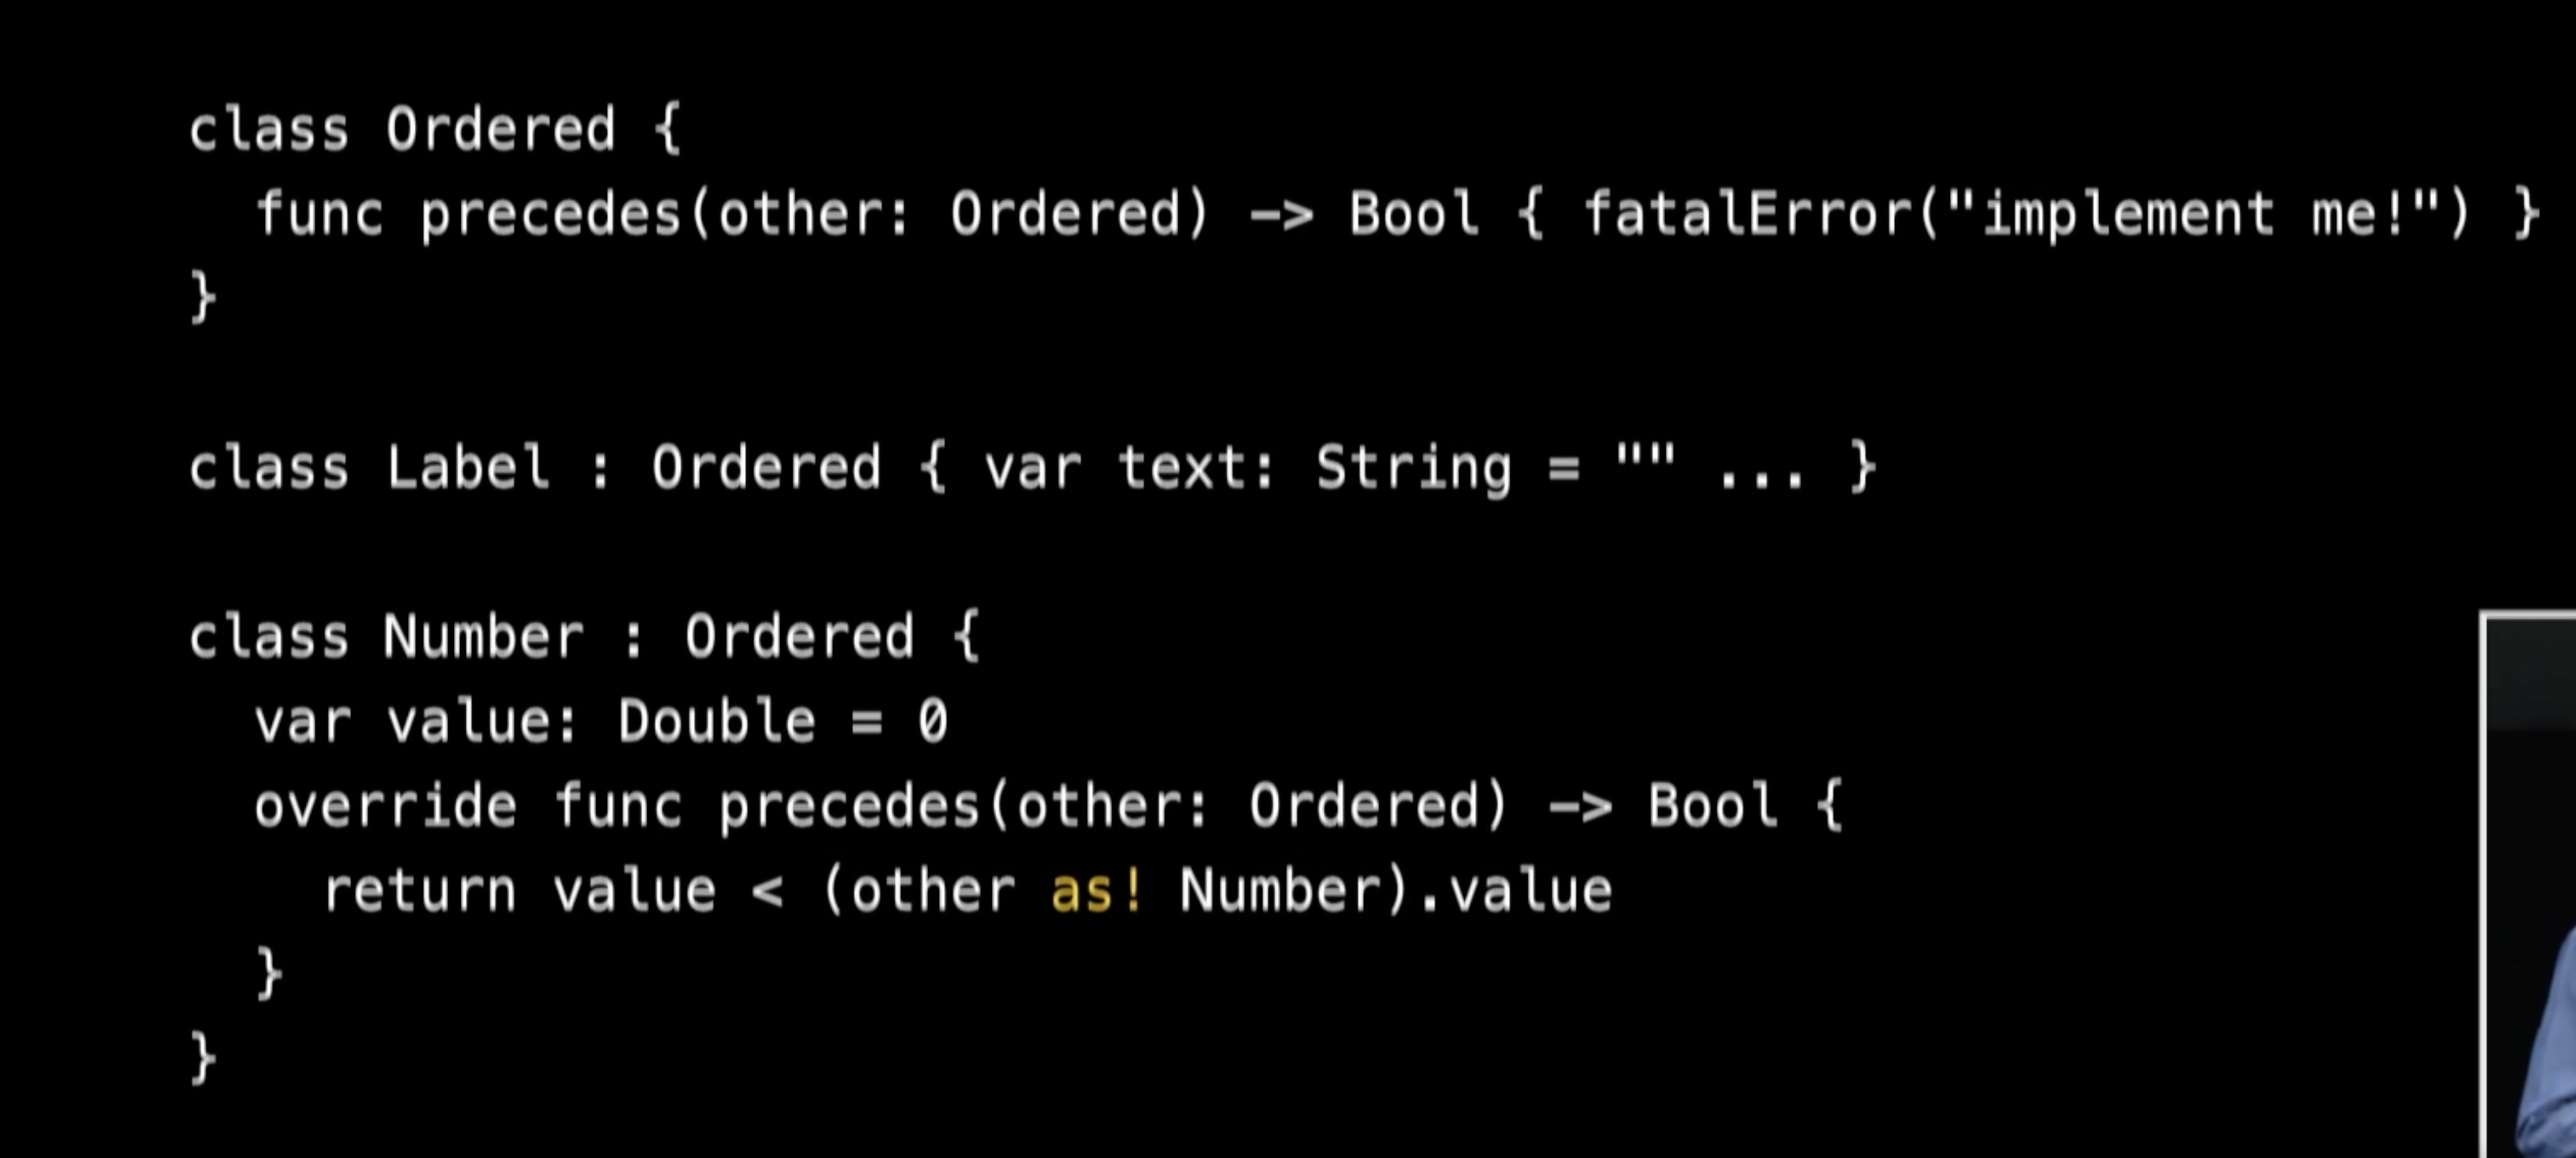 class Ordered {
func precedes(other: Ordered) -> Bool { fatalError("implement me!") }
}
class Label : Ordered { var text: String = "" ... }
class Number : Ordered {
var value: Double = 0
override func precedes(other: Ordered) -> Bool {
return value < (other as! Number).value
}
}